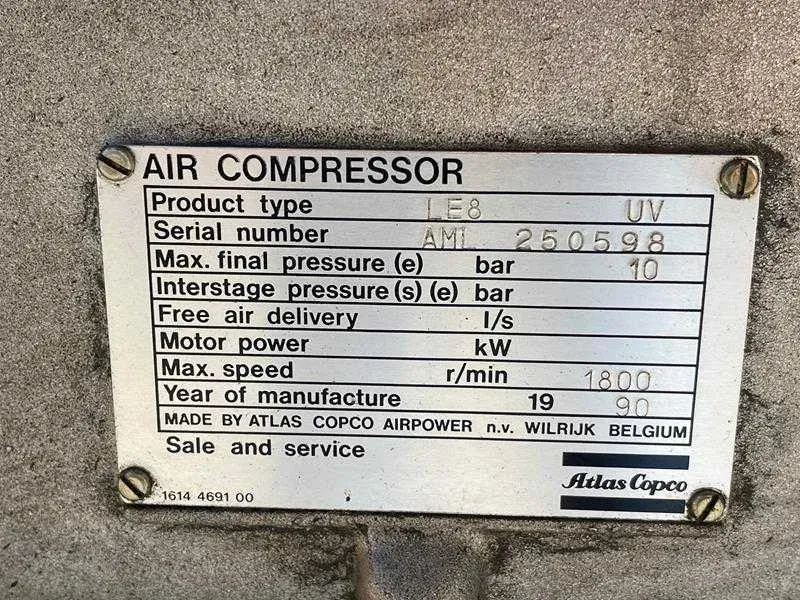 AIR COMPRESSOR
Product type LE8 UV
Serial number AML 250598
Max. final pressure (e) bar 10
Interstage pressure (s) (e) bar
Free air delivery l/s
Motor power kW
Max. speed r/min 1800
Year of manufacture 19 90
MADE BY ATLAS COPCO AIRPOWER n.v. WILRIJK BELGIUM
Sale and service
Atlas Copco
1614 4691 00